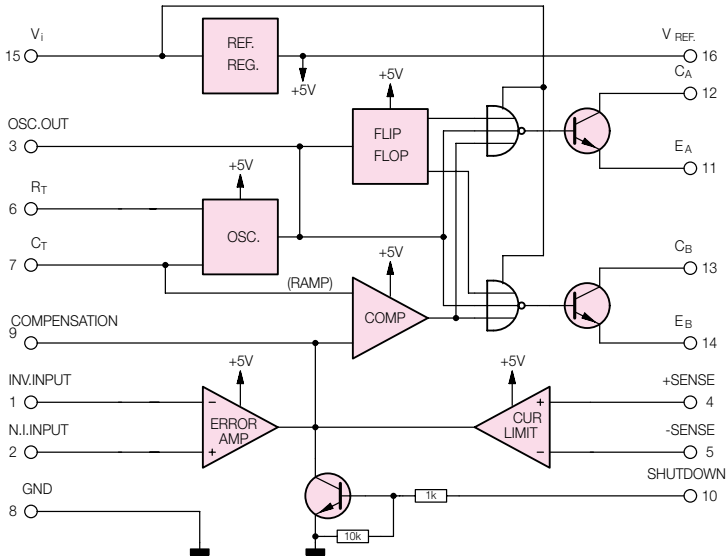 Vi
15
REF.
REG.
+5V
V REF.
16
CA
12
OSC.OUT
3
+5V
FLIP
FLOP
EA
11
RT
6
+5V
OSC.
CT
7
(RAMP)
+5V
COMP
CB
13
COMPENSATION
9
EB
14
INV.INPUT
1
+5V
−
ERROR
AMP
+
N.I.INPUT
2
+5V
+
CUR
LIMIT
−
+SENSE
4
-SENSE
5
SHUTDOWN
10
1k
10k
GND
8